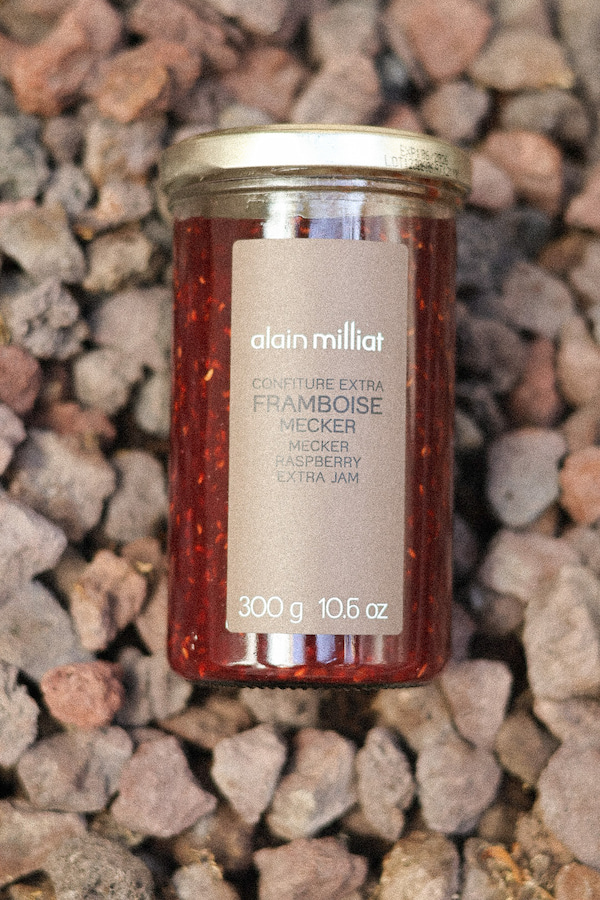 alain milliat
CONFITURE EXTRA
FRAMBOISE
MECKER
MECKER
RASPBERRY
EXTRA JAM
300 g 10.6 oz